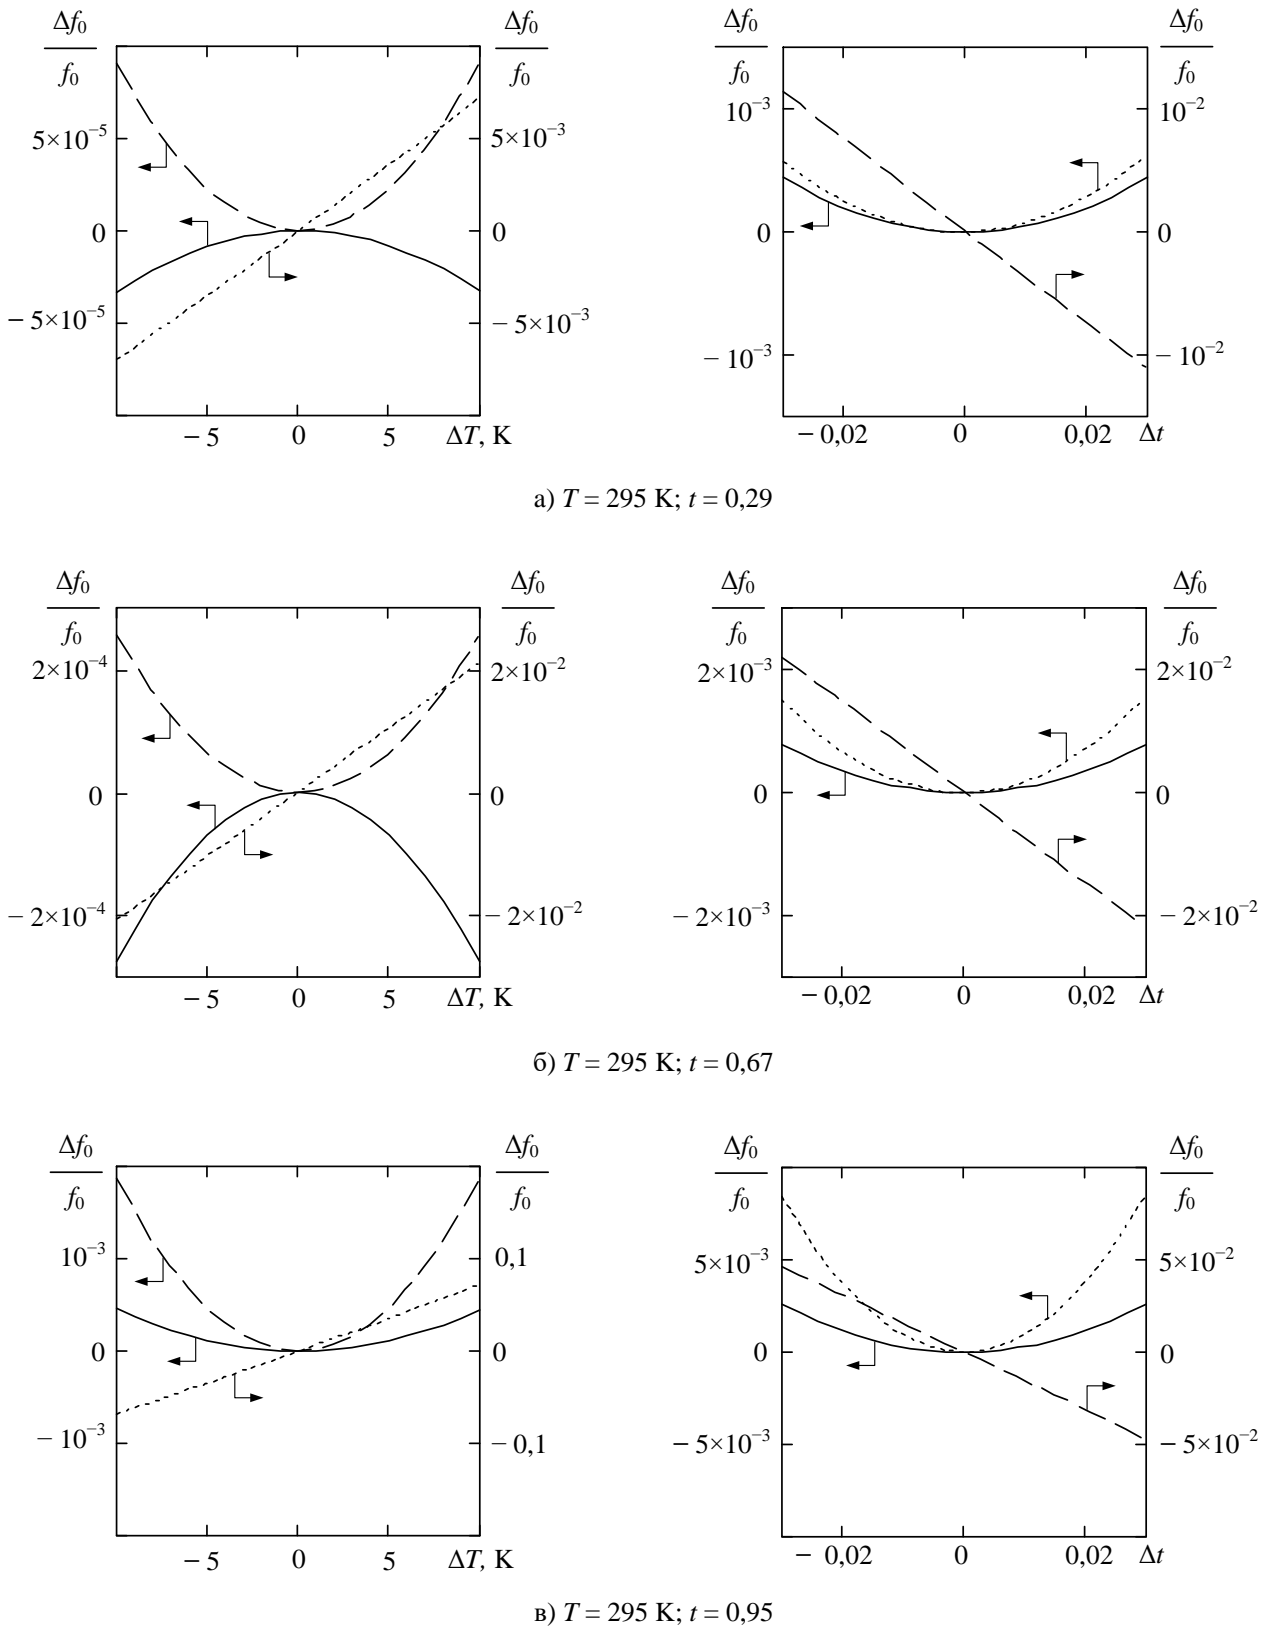 Δf₀/f₀ Δf₀/f₀ Δf₀/f₀ Δf₀/f₀
5×10⁻⁵ 5×10⁻³ 10⁻³ 10⁻²
0 0 0 0
− 5×10⁻⁵ − 5×10⁻³ − 10⁻³ − 10⁻²
− 5 0 5 ΔT, K − 0,02 0 0,02 Δt
а) T = 295 K; t = 0,29
Δf₀/f₀ Δf₀/f₀ Δf₀/f₀ Δf₀/f₀
2×10⁻⁴ 2×10⁻² 2×10⁻³ 2×10⁻²
0 0 0 0
− 2×10⁻⁴ − 2×10⁻² − 2×10⁻³ − 2×10⁻²
− 5 0 5 ΔT, K − 0,02 0 0,02 Δt
б) T = 295 K; t = 0,67
Δf₀/f₀ Δf₀/f₀ Δf₀/f₀ Δf₀/f₀
10⁻³ 0,1 5×10⁻³ 5×10⁻²
0 0 0 0
− 10⁻³ − 0,1 − 5×10⁻³ − 5×10⁻²
− 5 0 5 ΔT, K − 0,02 0 0,02 Δt
в) T = 295 K; t = 0,95